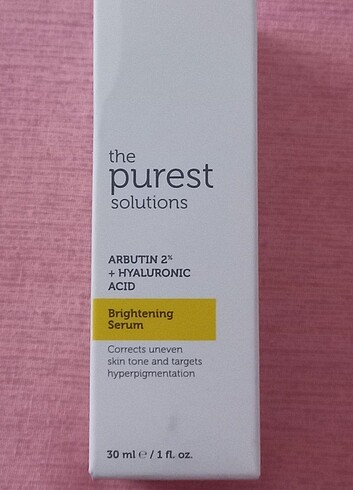 the
purest
solutions
ARBUTIN 2%
+ HYALURONIC
ACID
Brightening
Serum
Corrects uneven
skin tone and targets
hyperpigmentation
30 ml ℮ / 1 fl. oz.